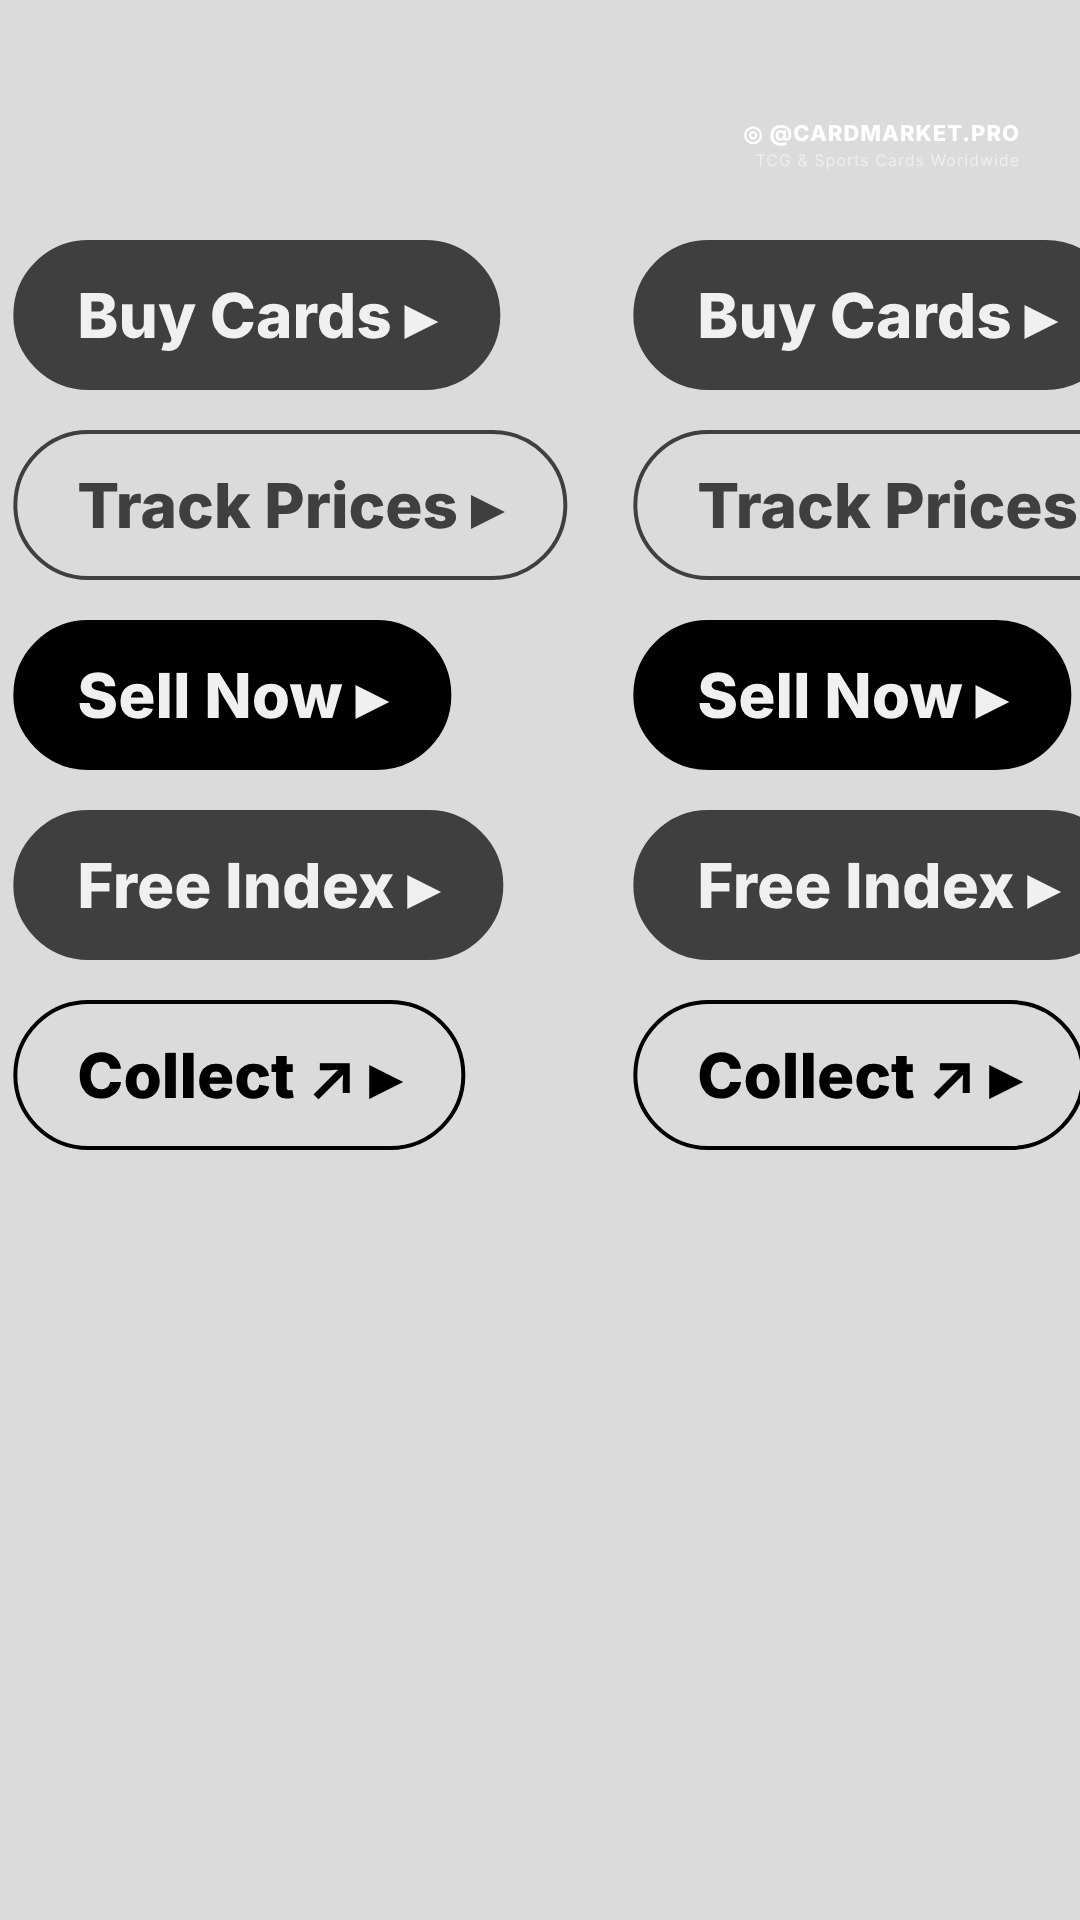 ◎ @CARDMARKET.PRO
TCG & Sports Cards Worldwide
Buy Cards ▸ Buy Cards ▸
Track Prices ▸ Track Prices
Sell Now ▸ Sell Now ▸
Free Index ▸ Free Index ▸
Collect ↗ ▸ Collect ↗ ▸